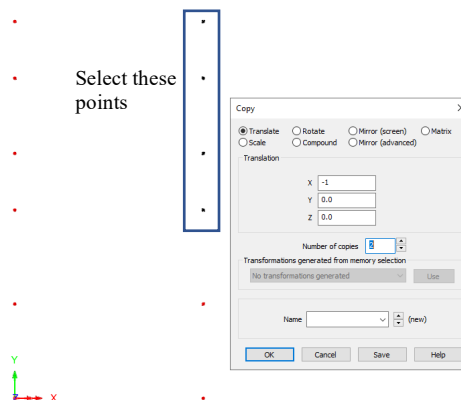 Select these
points
Copy
Translate Rotate Mirror (screen) Matrix
Scale Compound Mirror (advanced)
Translation
X -1
Y 0.0
Z 0.0
Number of copies 2
Transformations generated from memory selection
No transformations generated Use
Name (new)
OK Cancel Save Help
Y
Z X